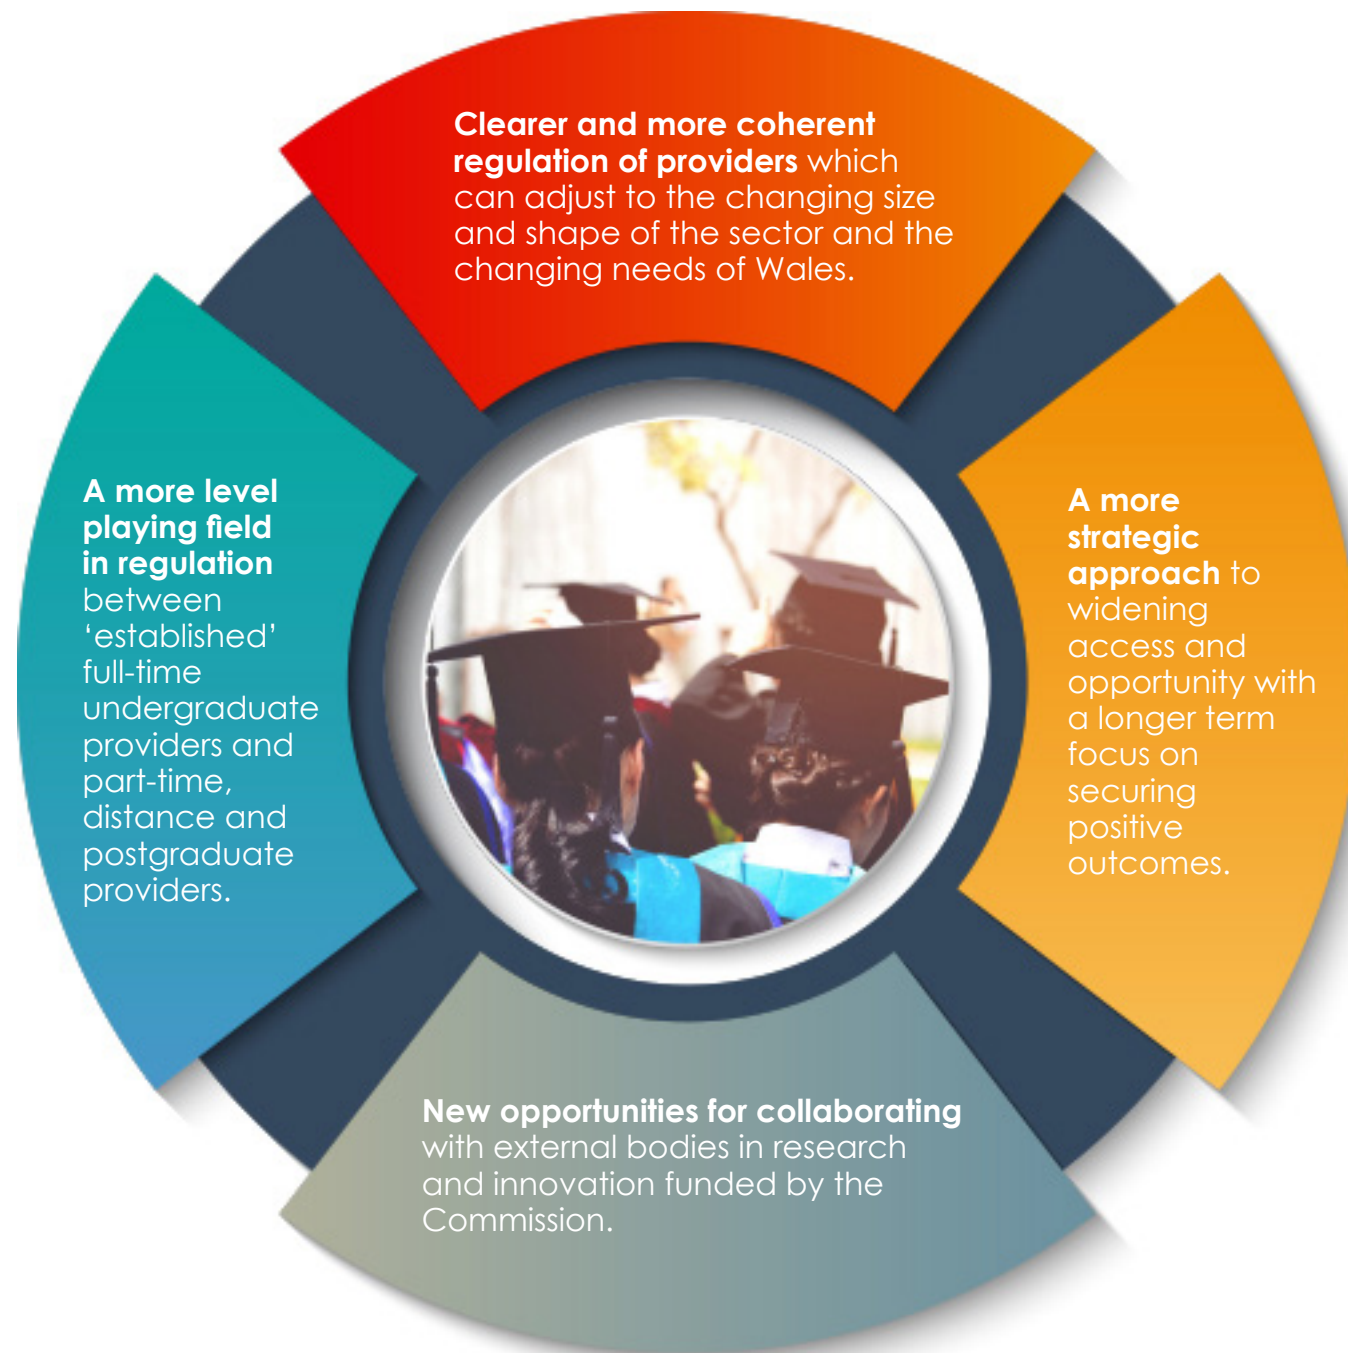 Clearer and more coherent
regulation of providers which
can adjust to the changing size
and shape of the sector and the
changing needs of Wales.
A more
strategic
approach to
widening
access and
opportunity with
a longer term
focus on
securing
positive
outcomes.
New opportunities for collaborating
with external bodies in research
and innovation funded by the
Commission.
A more level
playing field
in regulation
between
‘established’
full-time
undergraduate
providers and
part-time,
distance and
postgraduate
providers.